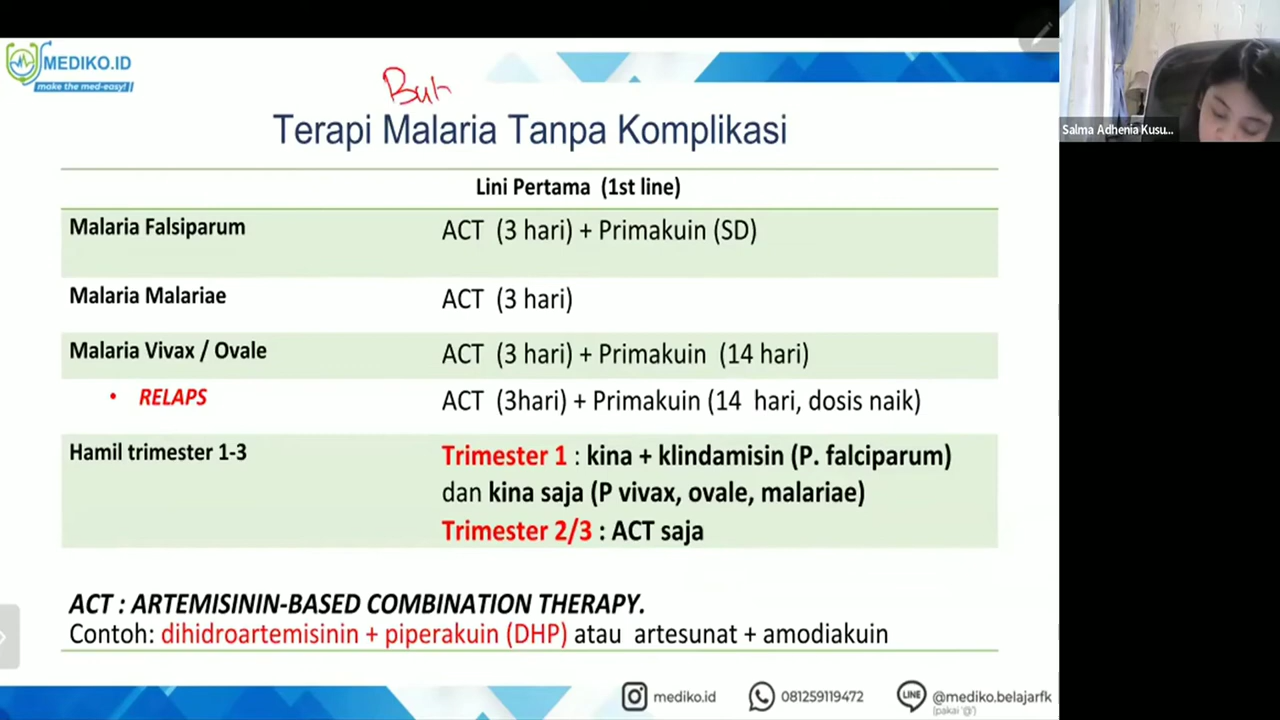 MEDIKO.ID
make the med-easy!
Terapi Malaria Tanpa Komplikasi
Lini Pertama (1st line)
Malaria Falsiparum ACT (3 hari) + Primakuin (SD)
Malaria Malariae ACT (3 hari)
Malaria Vivax / Ovale ACT (3 hari) + Primakuin (14 hari)
• RELAPS ACT (3hari) + Primakuin (14 hari, dosis naik)
Hamil trimester 1-3 Trimester 1 : kina + klindamisin (P. falciparum)
dan kina saja (P vivax, ovale, malariae)
Trimester 2/3 : ACT saja
ACT : ARTEMISININ-BASED COMBINATION THERAPY.
Contoh: dihidroartemisinin + piperakuin (DHP) atau artesunat + amodiakuin
mediko.id 081259119472 LINE @mediko.belajarfk
(pakai '@')
Salma Adhenia Kusu...